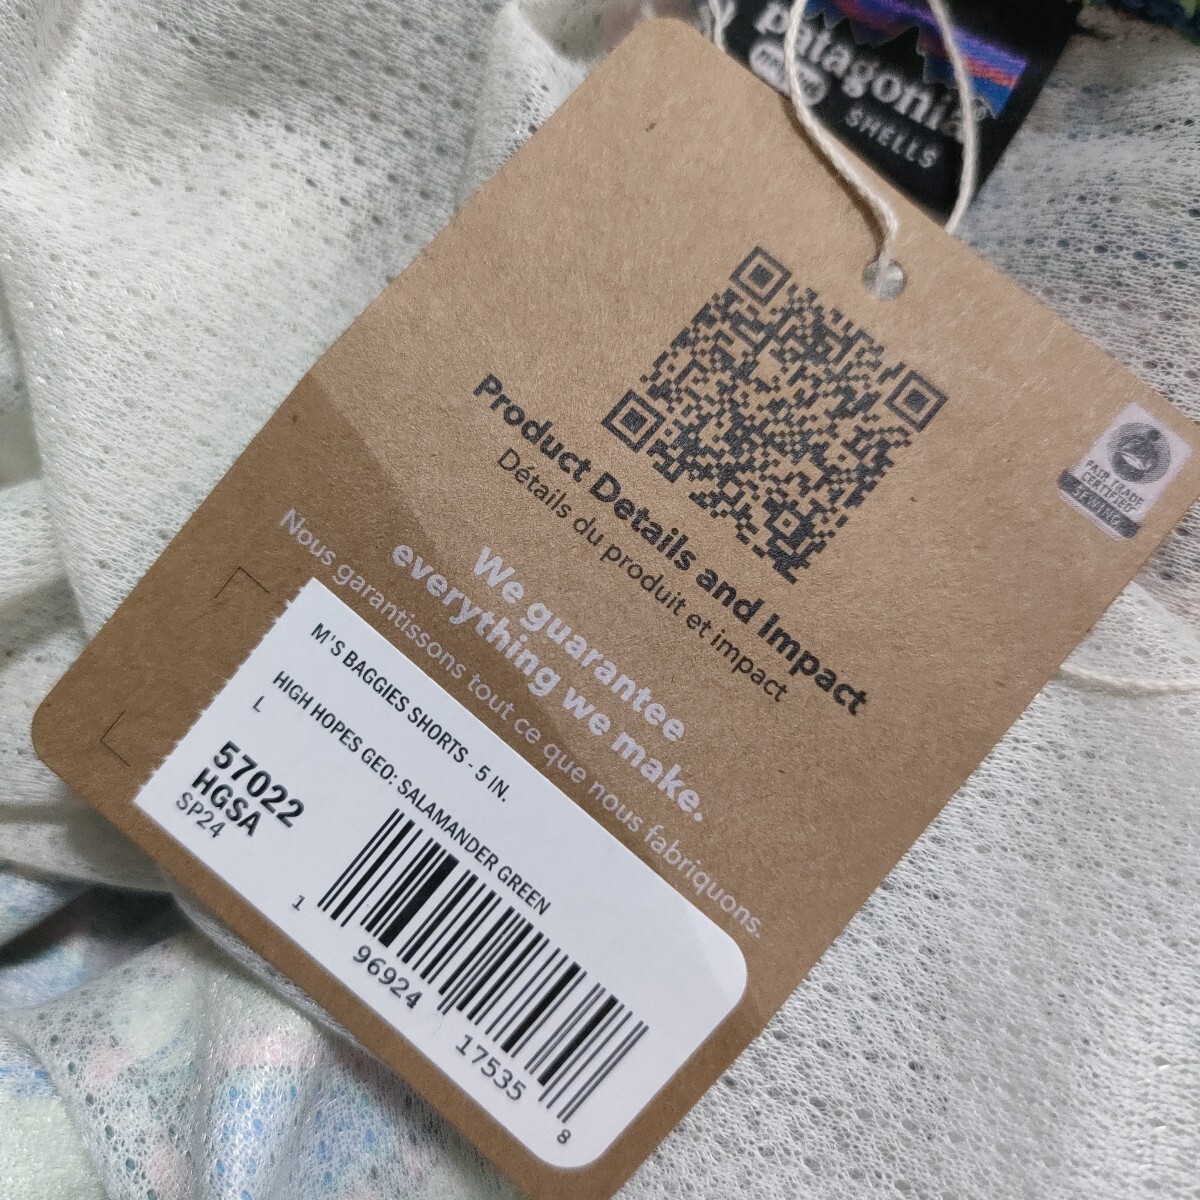 patagonia®
SHELLS
FAIR TRADE
CERTIFIED
SEWING
Product Details and Impact
Détails du produit et impact
We guarantee
everything we make.
Nous garantissons tout ce que nous fabriquons.
M'S BAGGIES SHORTS - 5 IN.
HIGH HOPES GEO: SALAMANDER GREEN
L
57022
HGSA
SP24
1 96924 17535 8